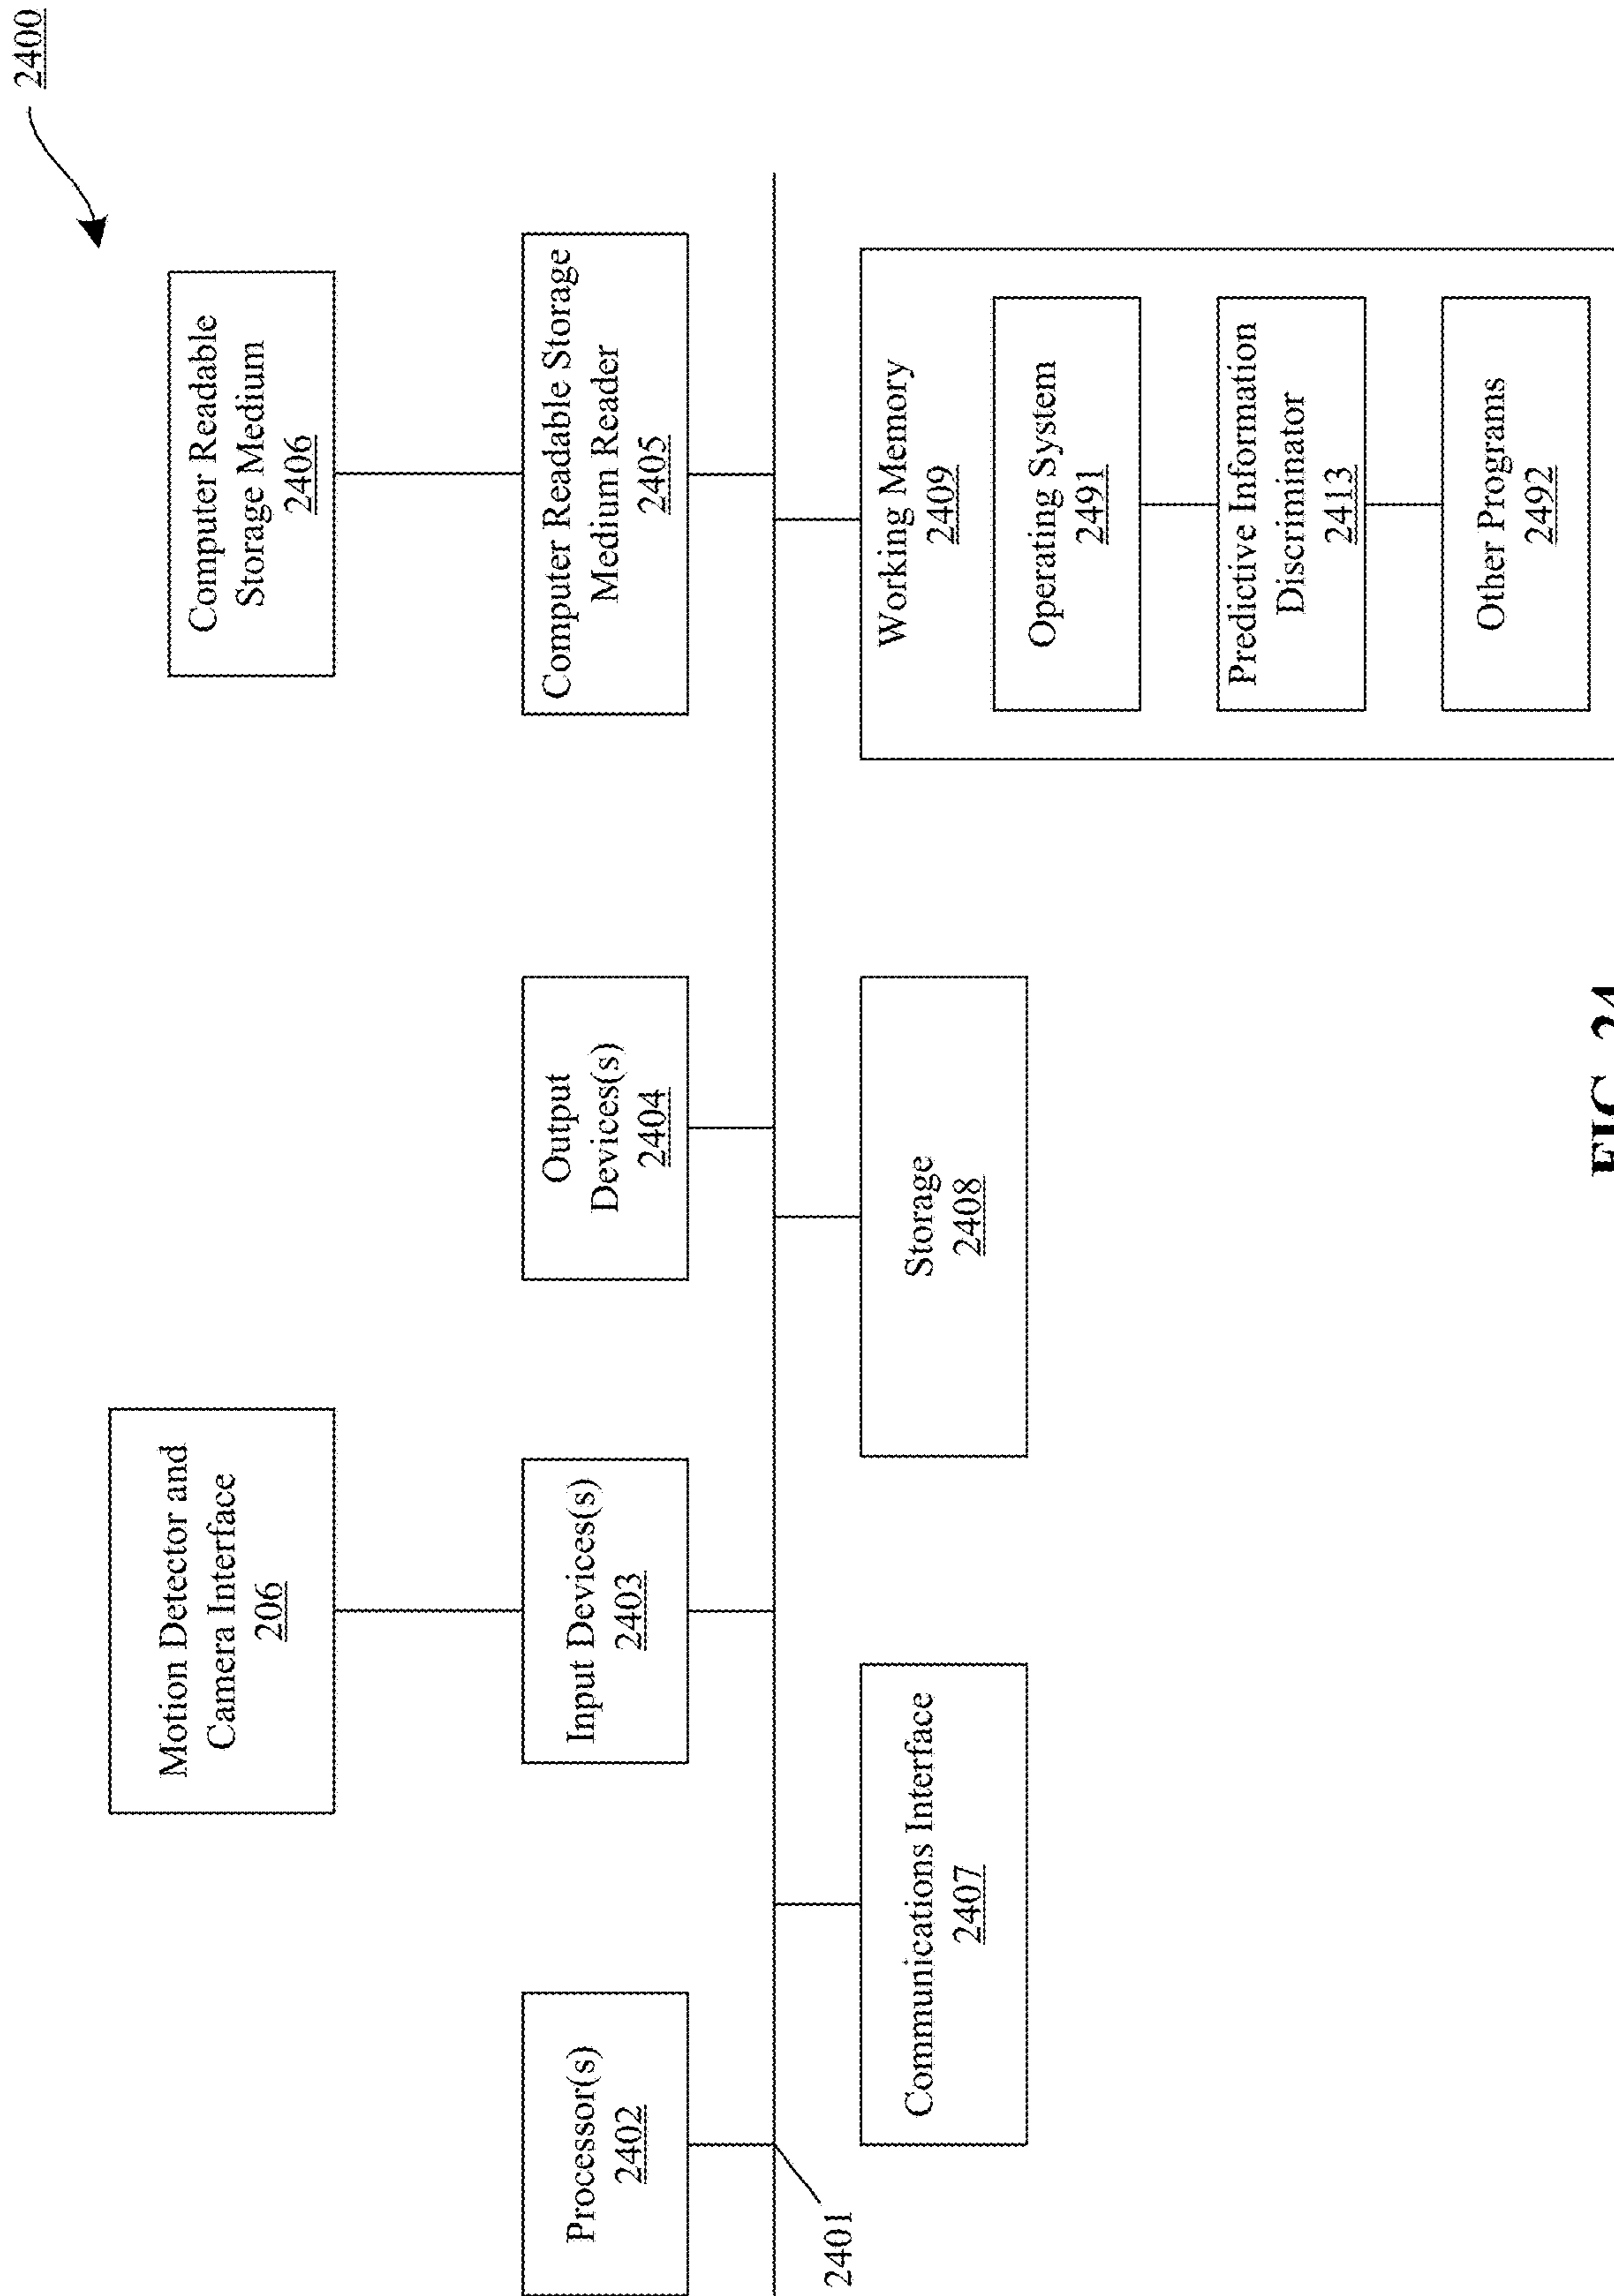 2400
Motion Detector and
Camera Interface
206
Computer Readable
Storage Medium
2406
Processor(s)
2402
Input Devices(s)
2403
Output
Devices(s)
2404
Computer Readable Storage
Medium Reader
2405
2401
Communications Interface
2407
Storage
2408
Working Memory
2409
Operating System
2491
Predictive Information
Discriminator
2413
Other Programs
2492
FIG. 24